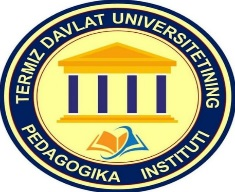 TERMIZ DAVLAT UNIVERSITETINING
PEDAGOGIKA INSTITUTI